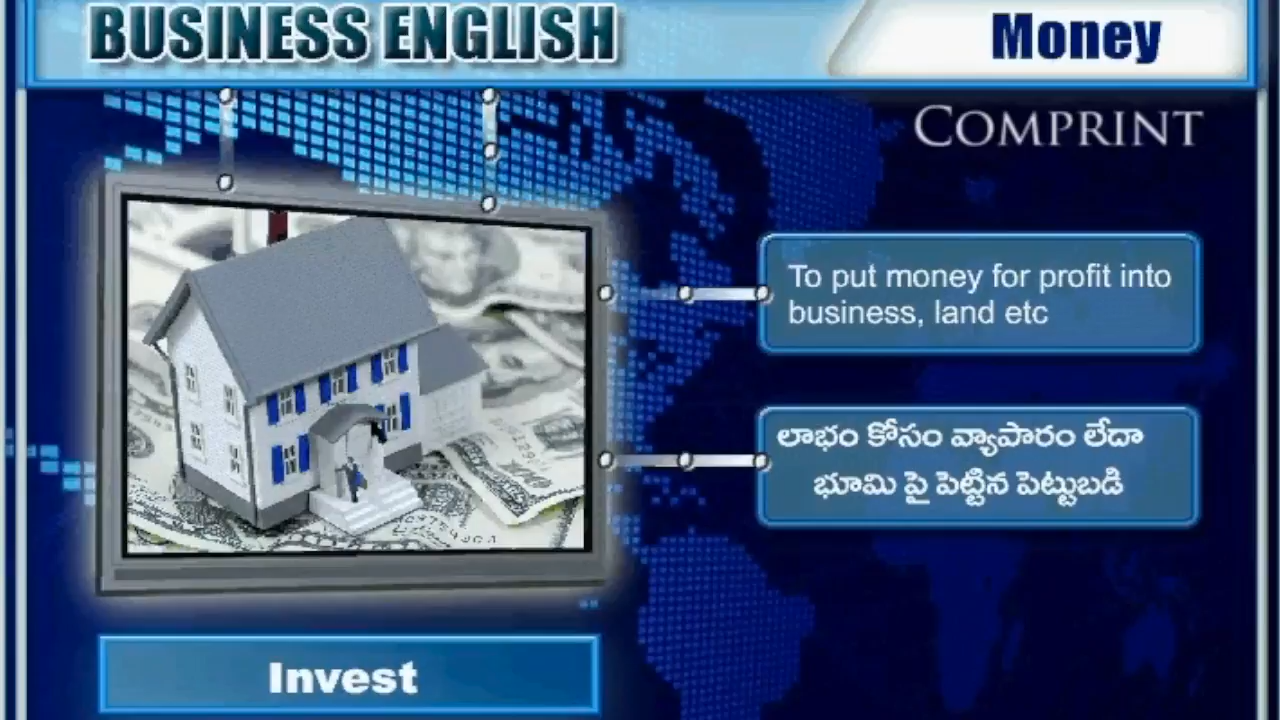 BUSINESS ENGLISH
Money
COMPRINT
To put money for profit into
business, land etc
లాభం కోసం వ్యాపారం లేదా
భూమి పై పెట్టిన పెట్టుబడి
Invest